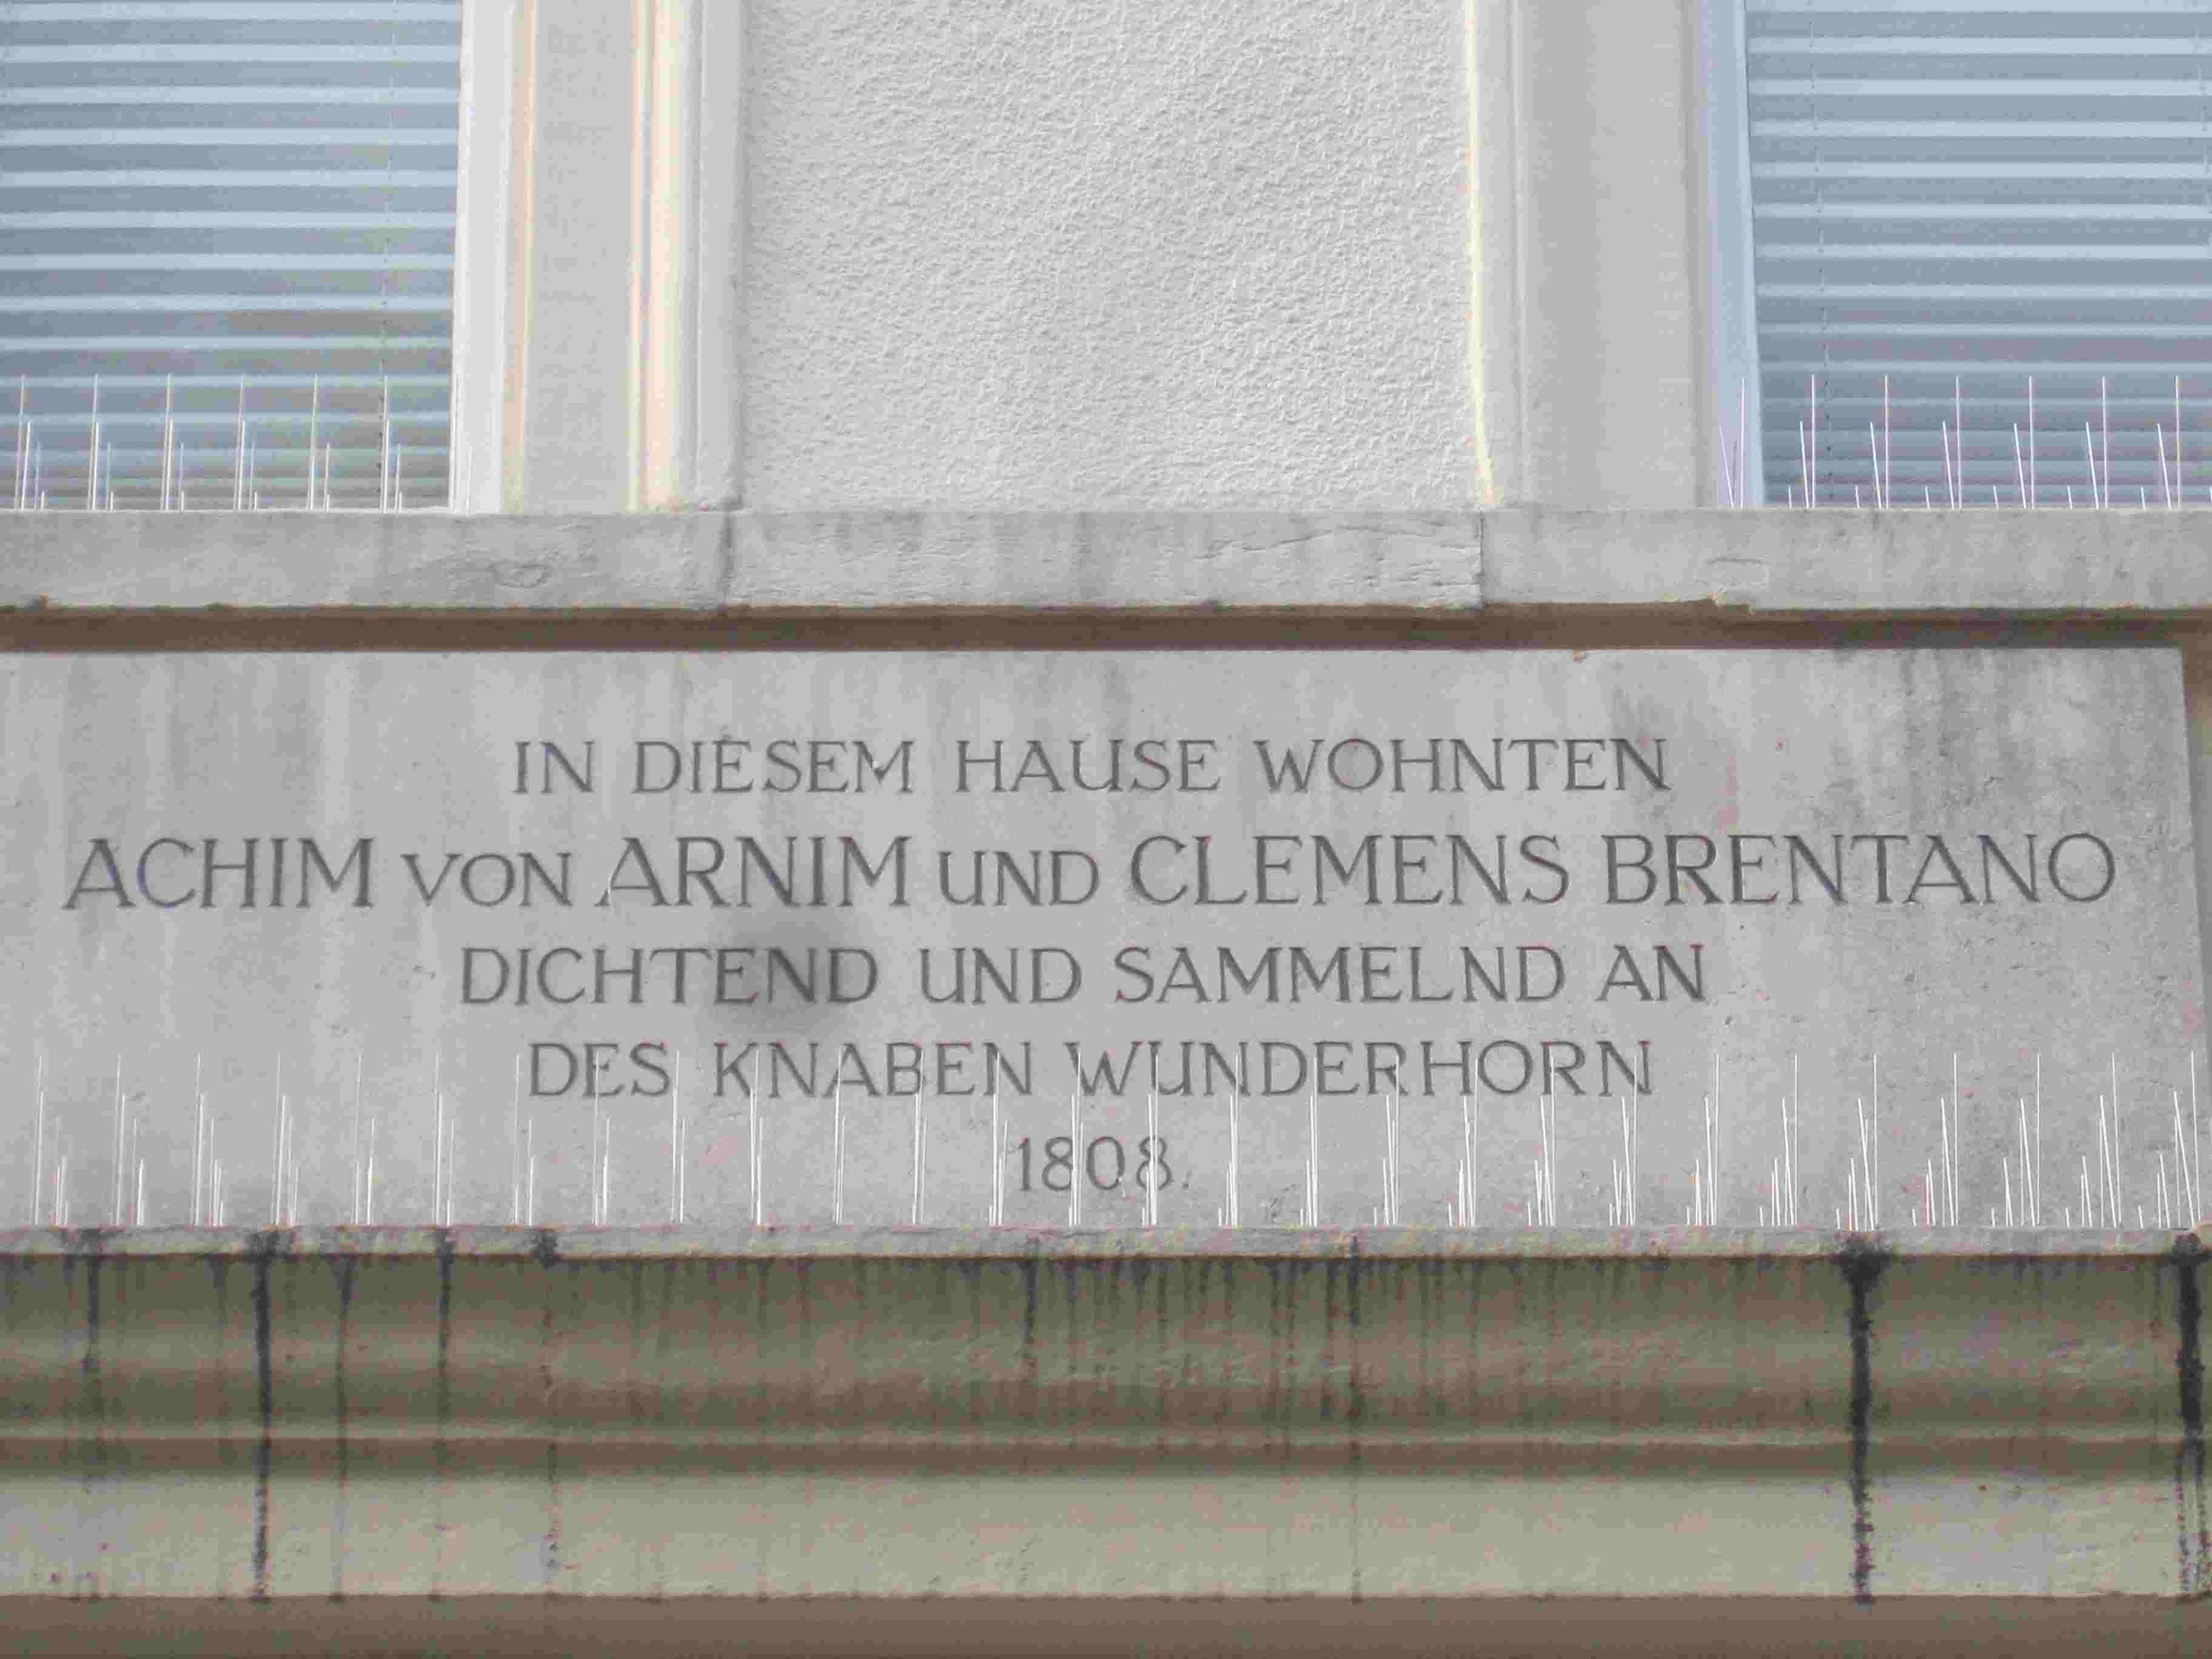 IN DIESEM HAUSE WOHNTEN
ACHIM VON ARNIM UND CLEMENS BRENTANO
DICHTEND UND SAMMELND AN
DES KNABEN WUNDERHORN
1808.